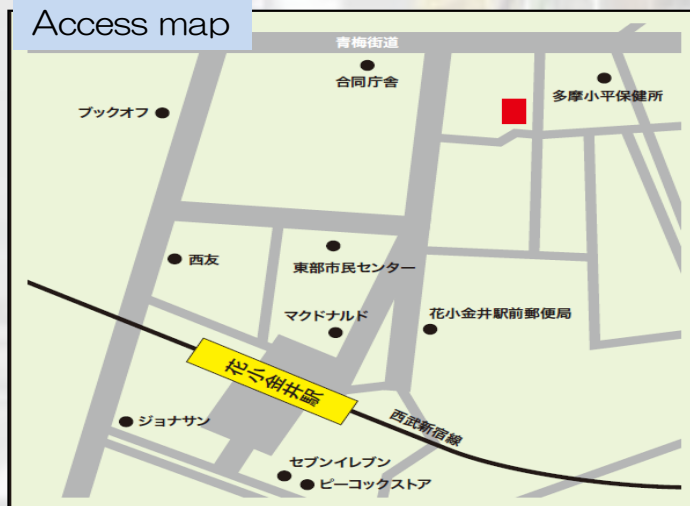 Access map
青梅街道
合同庁舎
多摩小平保健所
ブックオフ
西友
東部市民センター
マクドナルド
花小金井駅前郵便局
花小金井駅
ジョナサン
西武新宿線
セブンイレブン
ピーコックストア